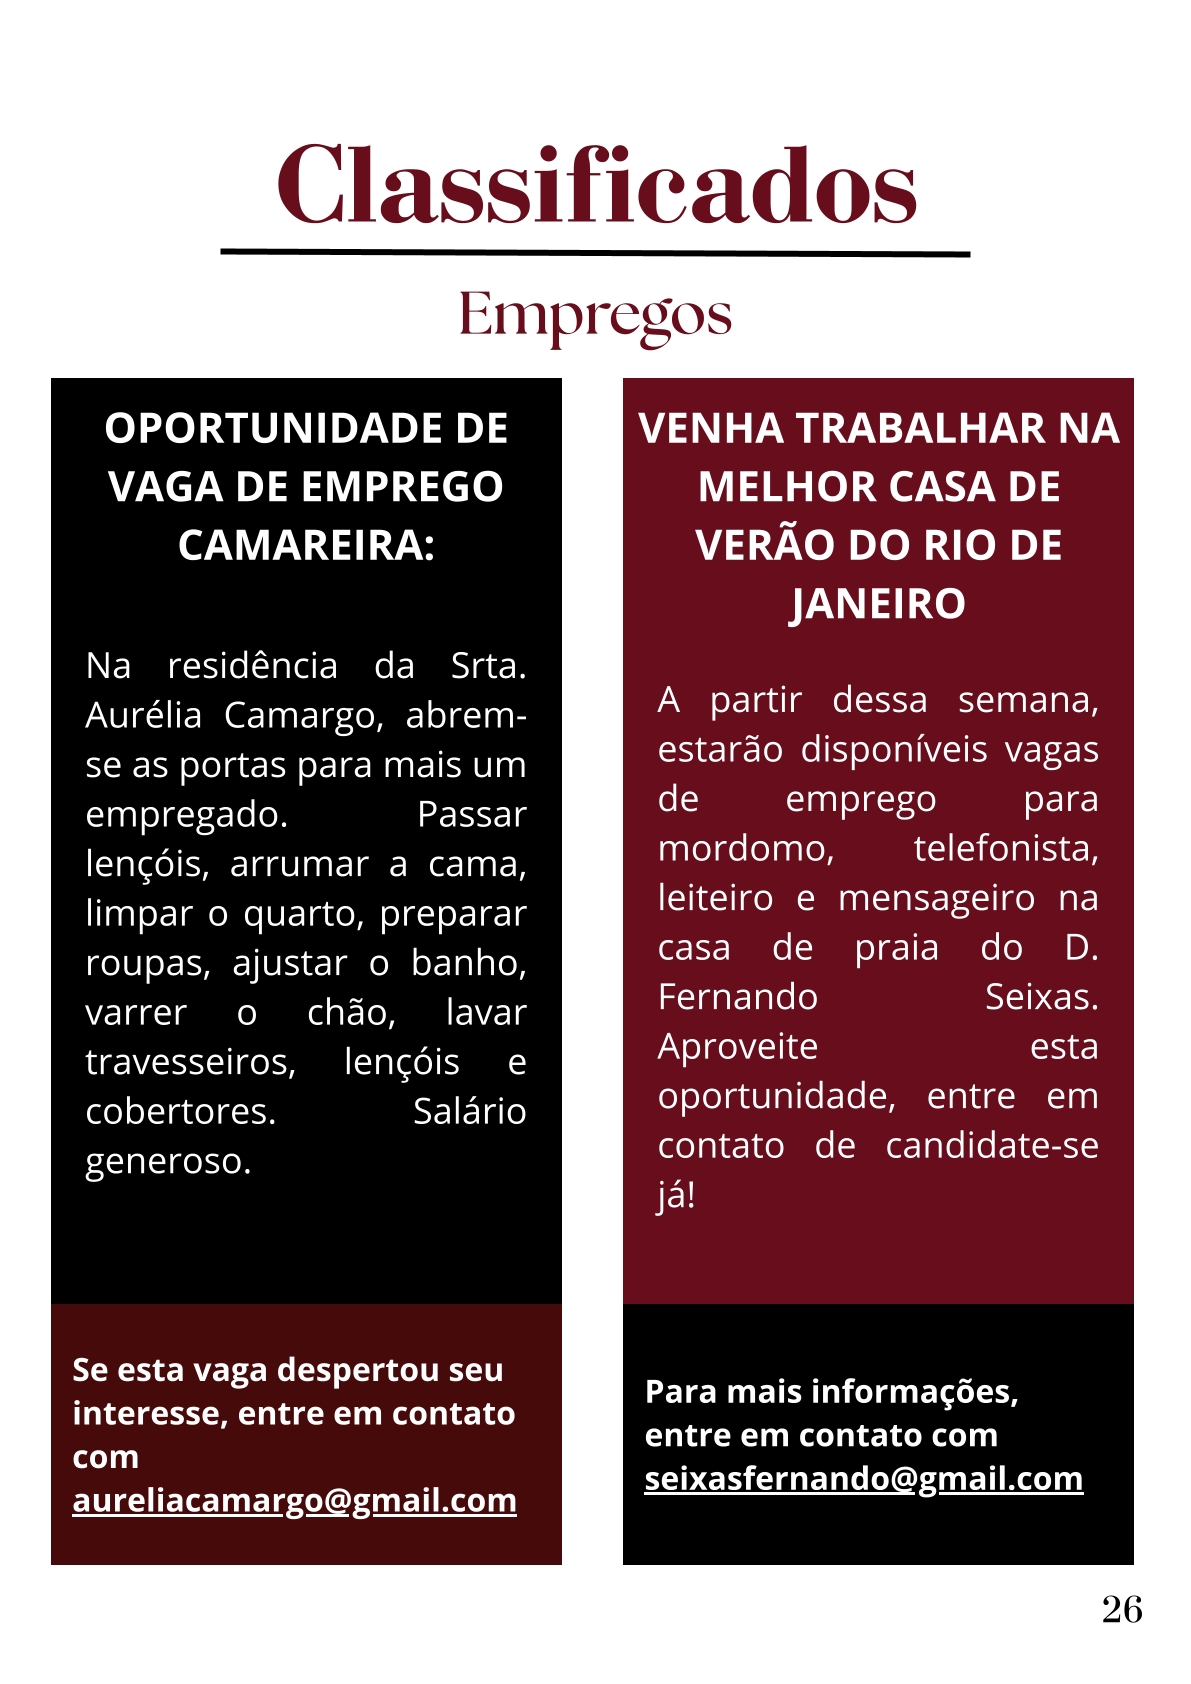 Classificados
Empregos
OPORTUNIDADE DE
VAGA DE EMPREGO
CAMAREIRA:
Na residência da Srta.
Aurélia Camargo, abrem-
se as portas para mais um
empregado. Passar
lençóis, arrumar a cama,
limpar o quarto, preparar
roupas, ajustar o banho,
varrer o chão, lavar
travesseiros, lençóis e
cobertores. Salário
generoso.
Se esta vaga despertou seu
interesse, entre em contato
com
aureliacamargo@gmail.com
VENHA TRABALHAR NA
MELHOR CASA DE
VERÃO DO RIO DE
JANEIRO
A partir dessa semana,
estarão disponíveis vagas
de emprego para
mordomo, telefonista,
leiteiro e mensageiro na
casa de praia do D.
Fernando Seixas.
Aproveite esta
oportunidade, entre em
contato de candidate-se
já!
Para mais informações,
entre em contato com
seixasfernando@gmail.com
26